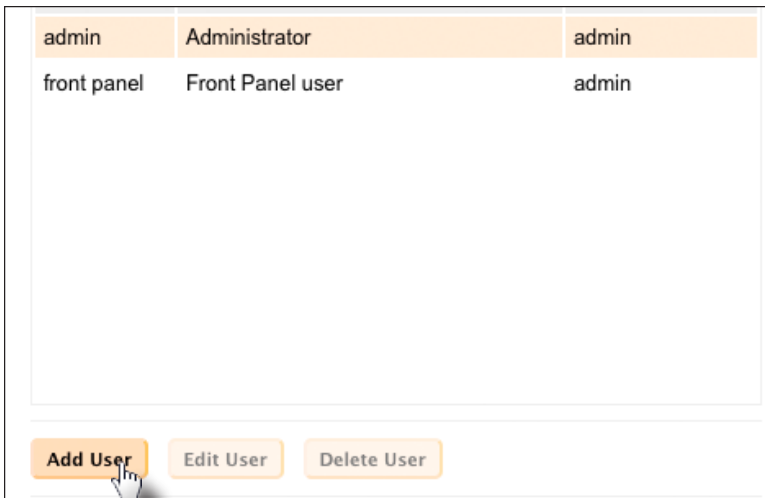 admin Administrator admin
front panel Front Panel user admin
Add User Edit User Delete User